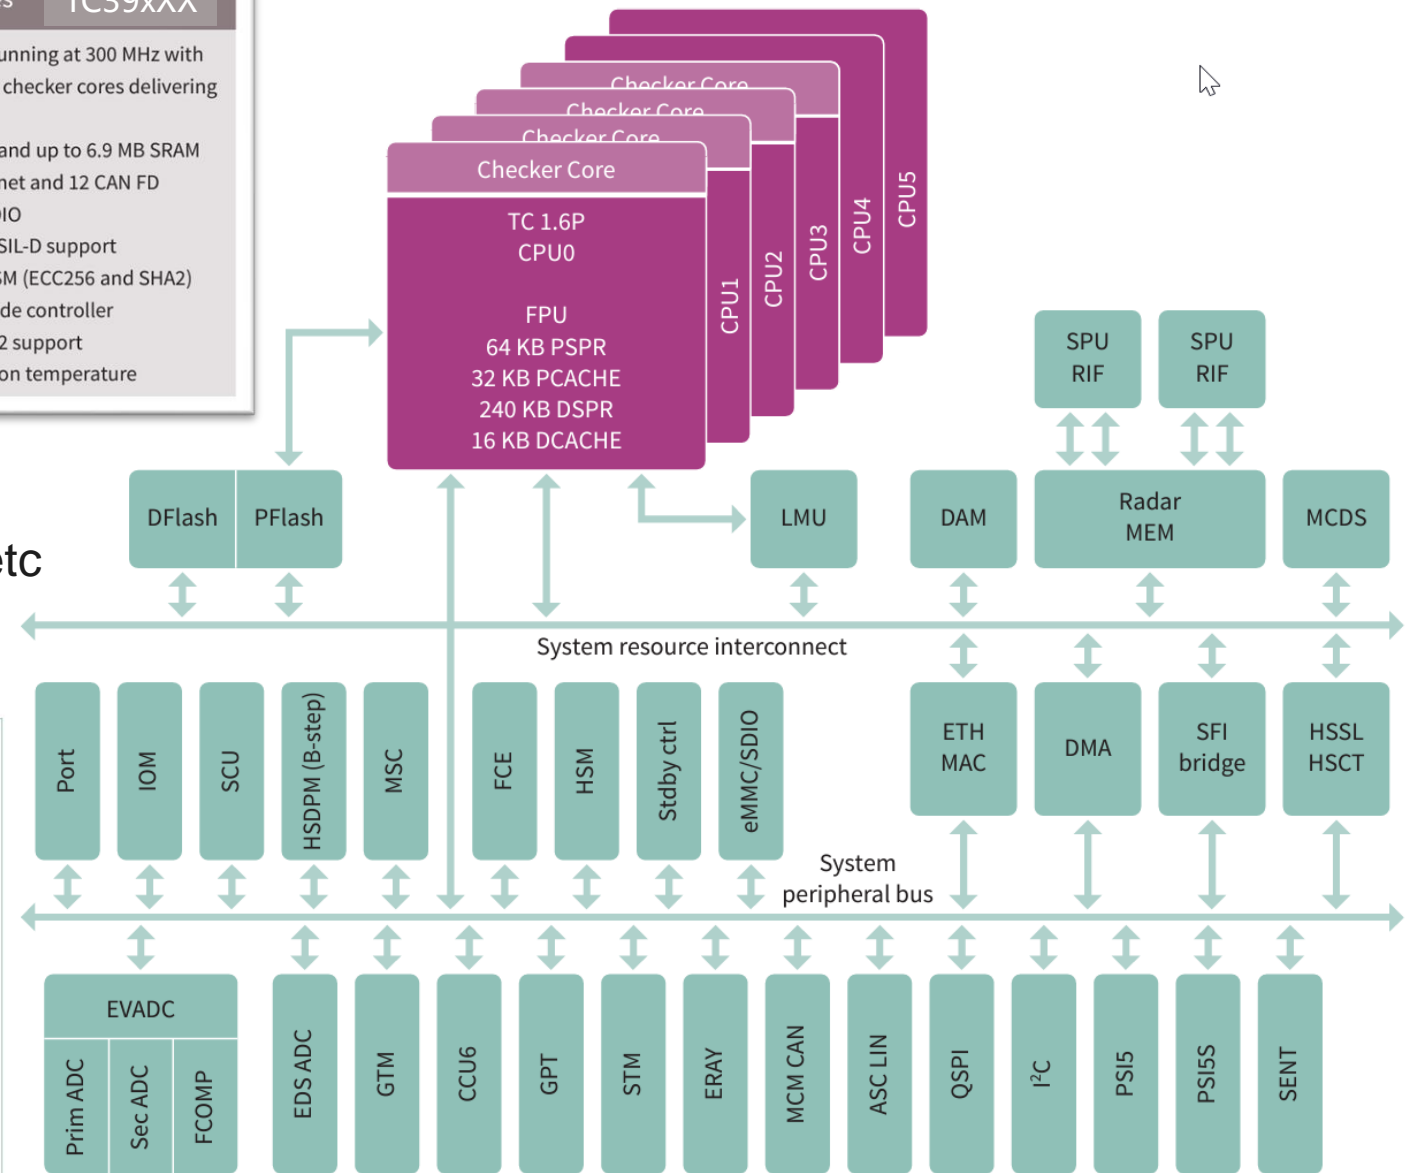 es TC39xXX
unning at 300 MHz with
checker cores delivering
and up to 6.9 MB SRAM
net and 12 CAN FD
DIO
SIL-D support
SM (ECC256 and SHA2)
de controller
2 support
on temperature
etc
Checker Core
Checker Core
Checker Core
Checker Core
TC 1.6P
CPU0
FPU
64 KB PSPR
32 KB PCACHE
240 KB DSPR
16 KB DCACHE
CPU1
CPU2
CPU3
CPU4
CPU5
SPU
RIF
SPU
RIF
DFlash
PFlash
LMU
DAM
Radar
MEM
MCDS
System resource interconnect
Port
IOM
SCU
HSDPM (B-step)
MSC
FCE
HSM
Stdby ctrl
eMMC/SDIO
ETH
MAC
DMA
SFI
bridge
HSSL
HSCT
System
peripheral bus
EVADC
Prim ADC
Sec ADC
FCOMP
EDS ADC
GTM
CCU6
GPT
STM
ERAY
MCM CAN
ASC LIN
QSPI
I²C
PSI5
PSI5S
SENT